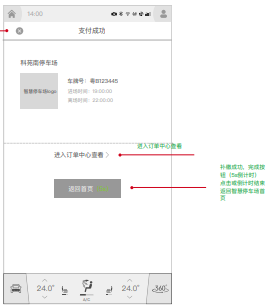 14:00
支付成功
科苑南停车场
智慧停车场logo
车牌号：粤B123445
进场时间：19:00:00
离场时间：23:00:00
进入订单中心查看
进入订单中心查看 〉
补缴成功，完成按
钮（5s倒计时）
点击或倒计时结束
返回智慧停车场首
页
返回首页
24.0°
A/C
24.0°
360°